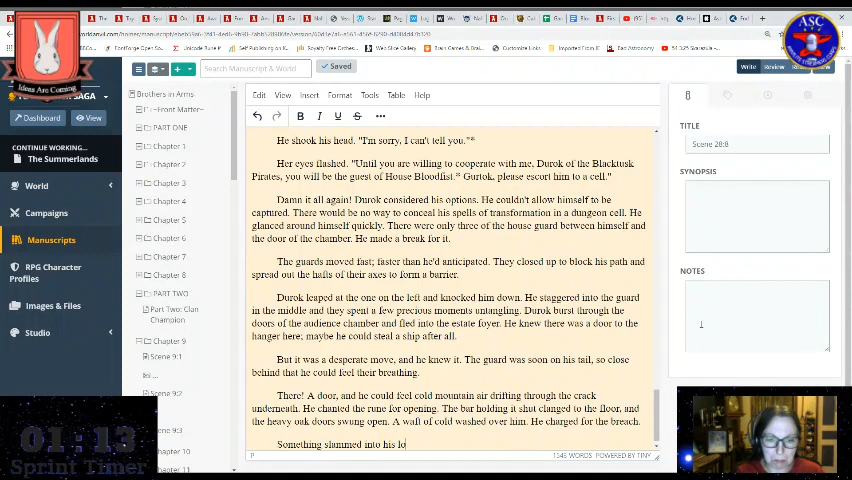 ASC
Ideas Are Coming
SAGA
Dashboard
View
CONTINUE WORKING...
The Summerlands
World
Campaigns
Manuscripts
RPG Character Profiles
Images & Files
Studio
01:13
Sprint Timer
Search Manuscript & World
Saved
Write
Review
Brothers in Arms
~Front Matter~
PART ONE
Chapter 1
Chapter 2
Chapter 3
Chapter 4
Chapter 5
Chapter 6
Chapter 7
Chapter 8
PART TWO
Part Two: Clan Champion
Chapter 9
Scene 9:1
...
Scene 9:2
cene 9:3
chapter 10
Chapter 11
Edit View Insert Format Tools Table Help
B I U S
He shook his head. "I'm sorry, I can't tell you."*
Her eyes flashed. "Until you are willing to cooperate with me, Durok of the Blacktusk
Pirates, you will be the guest of House Bloodfist.* Gurtok, please escort him to a cell."
Damn it all again! Durok considered his options. He couldn't allow himself to be
captured. There would be no way to conceal his spells of transformation in a dungeon cell. He
glanced around himself quickly. There were only three of the house guard between himself and
the door of the chamber. He made a break for it.
The guards moved fast; faster than he'd anticipated. They closed up to block his path and
spread out the hafts of their axes to form a barrier.
Durok leaped at the one on the left and knocked him down. He staggered into the guard
in the middle and they spent a few precious moments untangling. Durok burst through the
doors of the audience chamber and fled into the estate foyer. He knew there was a door to the
hanger here; maybe he could steal a ship after all.
But it was a desperate move, and he knew it. The guard was soon on his tail, so close
behind that he could feel their breathing.
There! A door, and he could feel cold mountain air drifting through the crack
underneath. He chanted the rune for opening. The bar holding it shut clanged to the floor, and
the heavy oak doors swung open. A waft of cold washed over him. He charged for the breach.
Something slammed into his lo
P
1546 WORDS POWERED BY TINY
TITLE
Scene 28:8
SYNOPSIS
NOTES